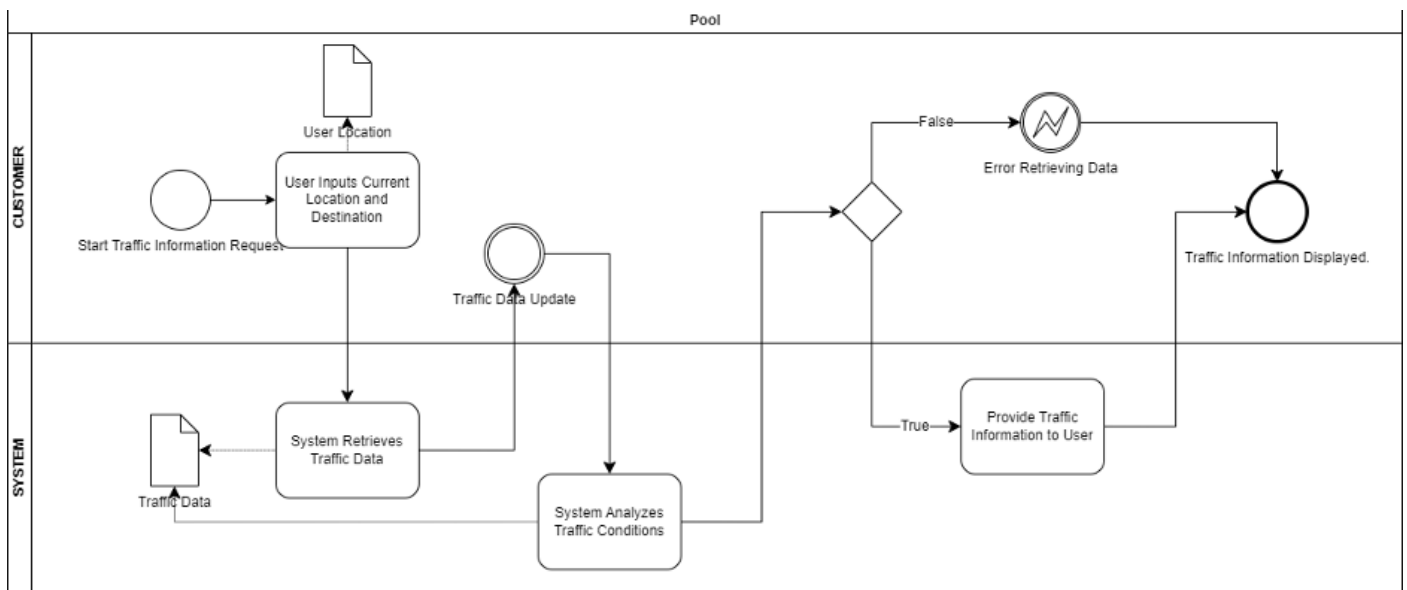 Pool
CUSTOMER
User Location
User Inputs Current
Location and
Destination
Start Traffic Information Request
Traffic Data Update
False
Error Retrieving Data
Traffic Information Displayed.
SYSTEM
System Retrieves
Traffic Data
Traffic Data
System Analyzes
Traffic Conditions
True
Provide Traffic
Information to User